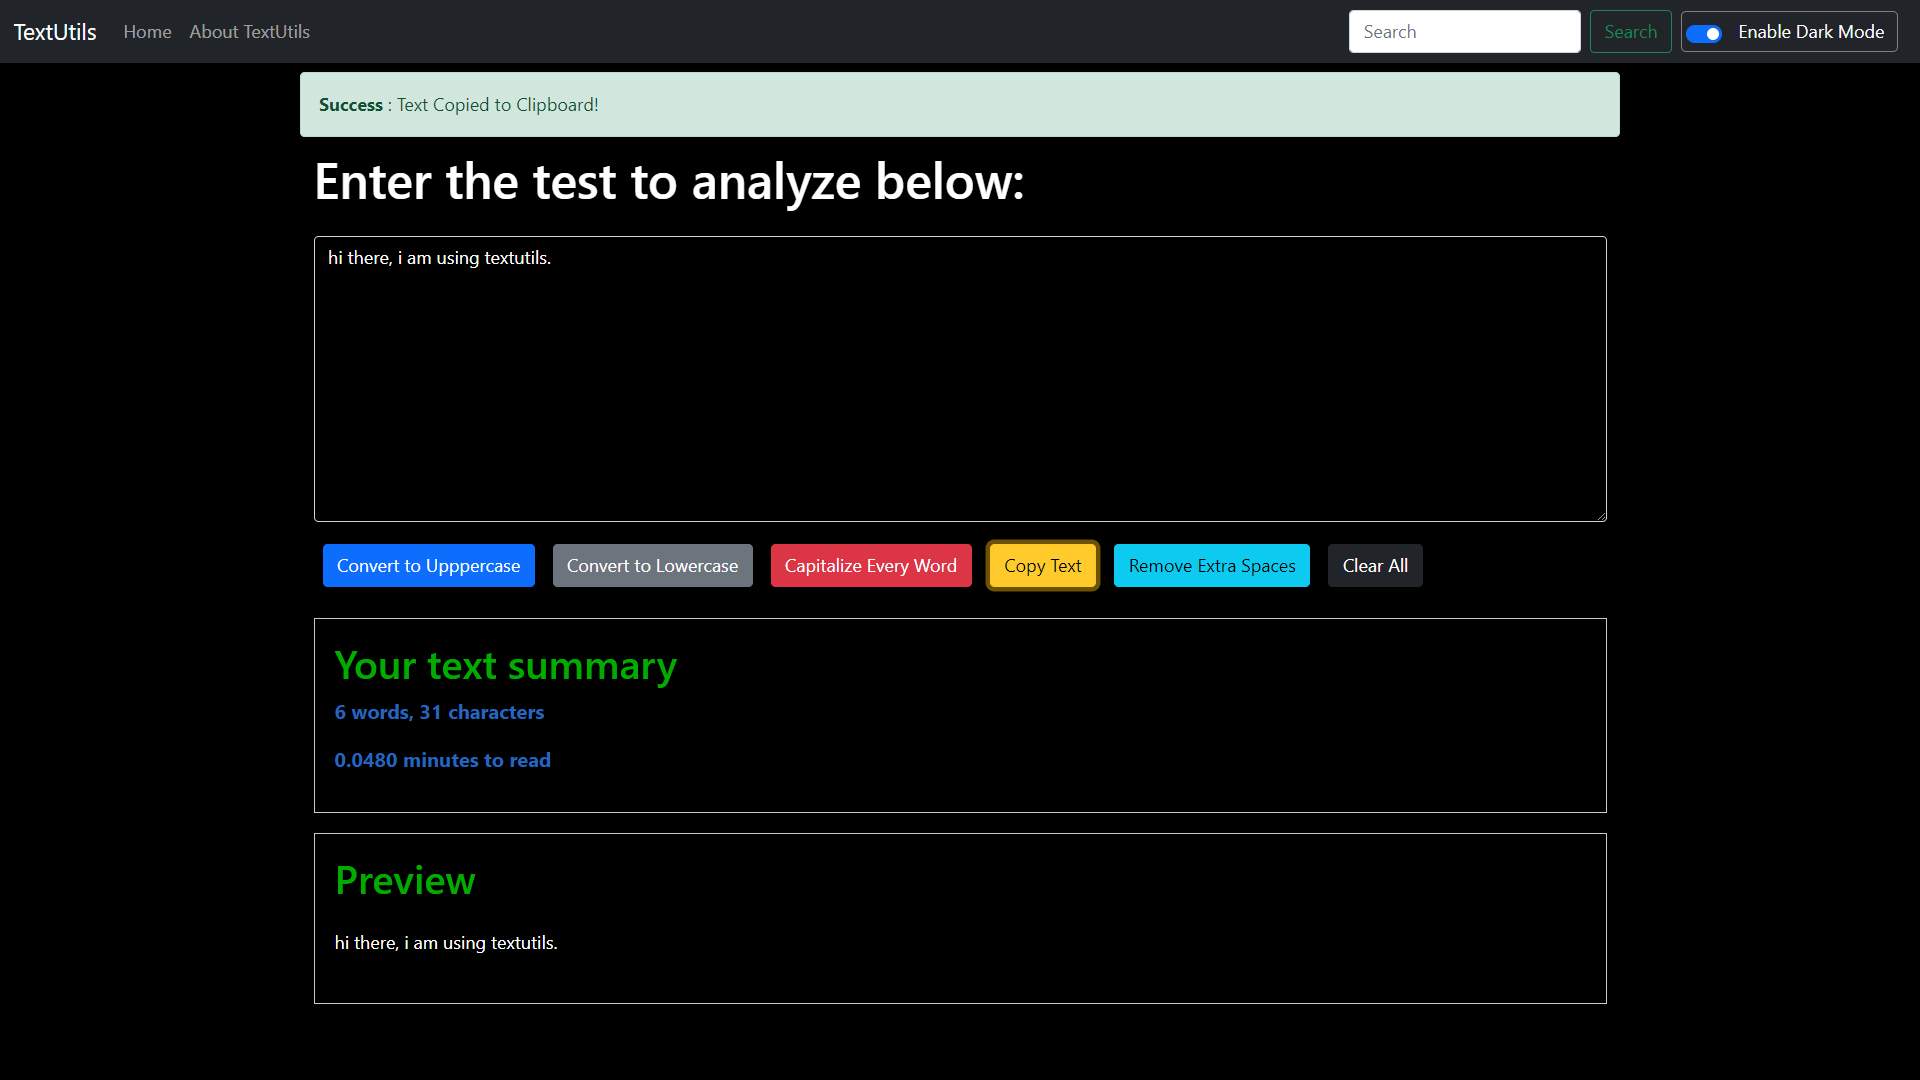 TextUtils Home About TextUtils Search Search Enable Dark Mode
Success : Text Copied to Clipboard!
Enter the test to analyze below:
hi there, i am using textutils.
Convert to Upppercase Convert to Lowercase Capitalize Every Word Copy Text Remove Extra Spaces Clear All
Your text summary
6 words, 31 characters
0.0480 minutes to read
Preview
hi there, i am using textutils.